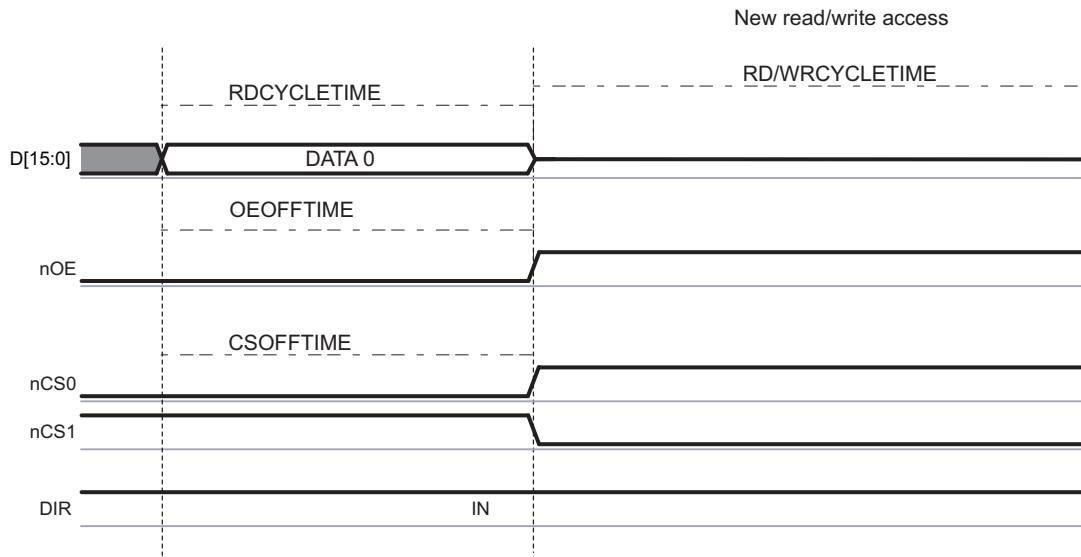 New read/write access
RDCYCLETIME
RD/WRCYCLETIME
D[15:0]
DATA 0
OEOFFTIME
nOE
CSOFFTIME
nCS0
nCS1
DIR
IN